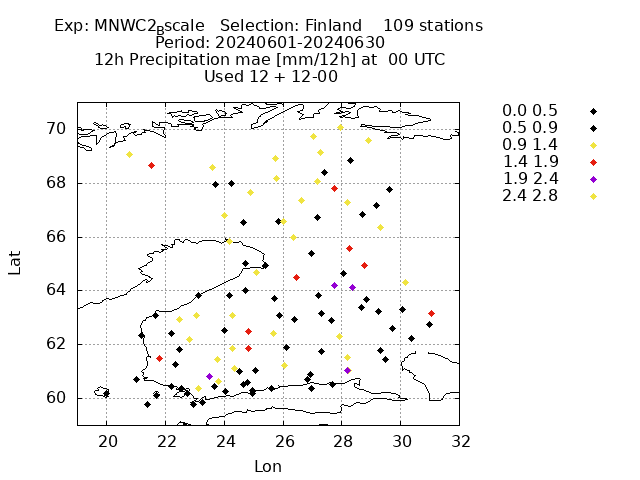 Exp: MNWC2_Bscale Selection: Finland 109 stations
Period: 20240601-20240630
12h Precipitation mae [mm/12h] at 00 UTC
Used 12 + 12-00
0.0 0.5
0.5 0.9
0.9 1.4
1.4 1.9
1.9 2.4
2.4 2.8
70
68
66
64
62
60
Lat
20 22 24 26 28 30 32
Lon